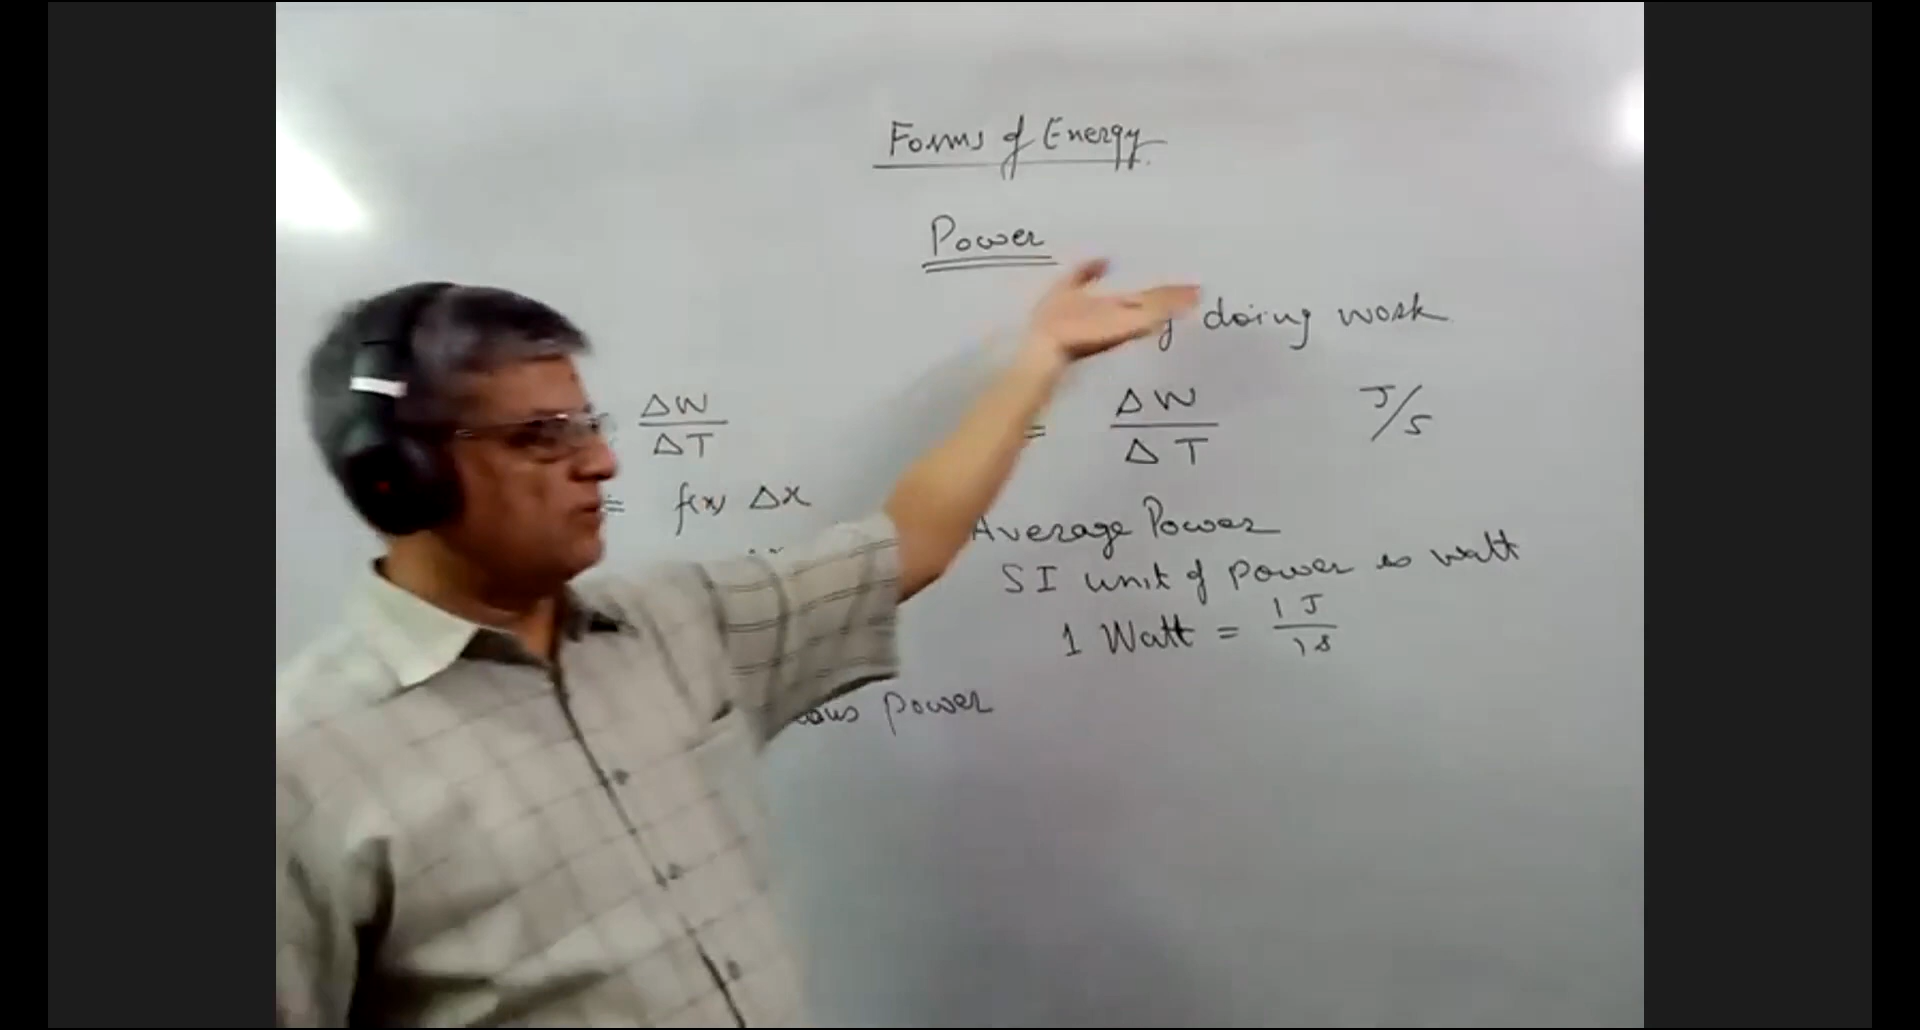 Forms of Energy
Power
doing work
ΔW/ΔT
= ΔW/ΔT J/s
= f(x) Δx
Average Power
SI unit of power is watt
1 Watt = 1 J/1 s
power